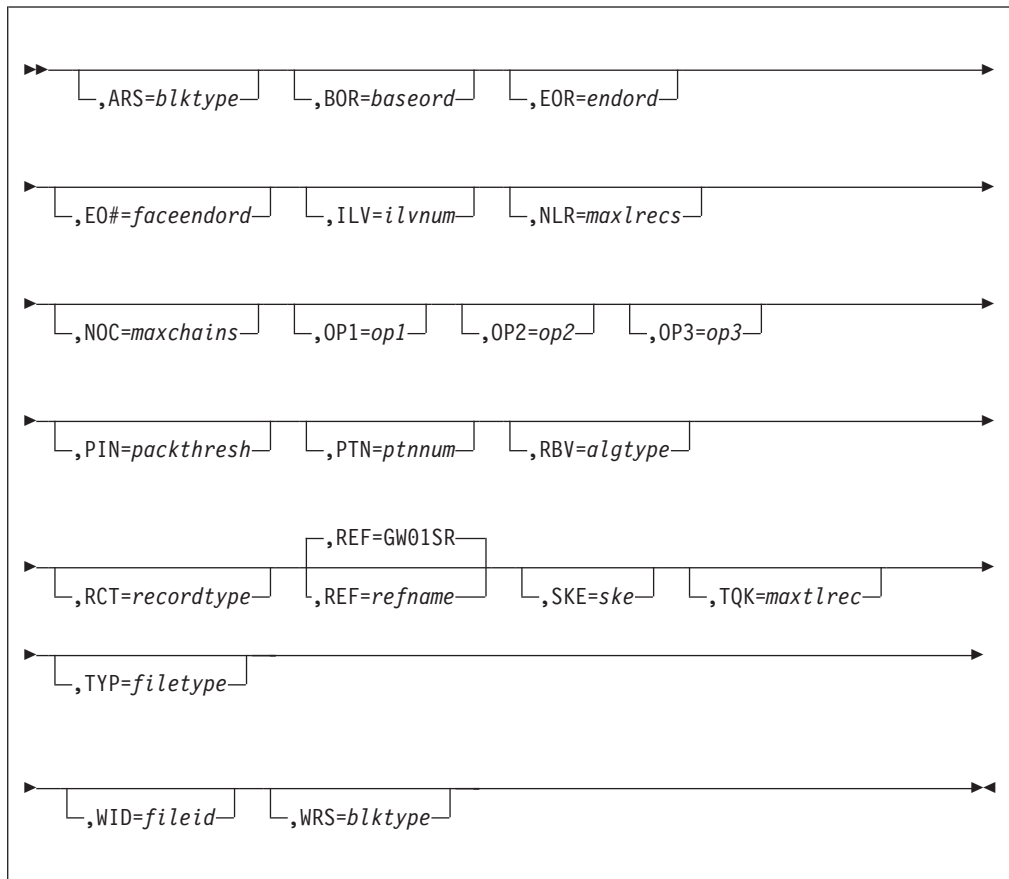 ,ARS=blktype ,BOR=baseord ,EOR=endord
,EO#=faceendord ,ILV=ilvnum ,NLR=maxlrecs
,NOC=maxchains ,OP1=op1 ,OP2=op2 ,OP3=op3
,PIN=packthresh ,PTN=ptnnum ,RBV=algtype
,REF=GW01SR
,RCT=recordtype ,REF=refname ,SKE=ske ,TQK=maxtlrec
,TYP=filetype
,WID=fileid ,WRS=blktype